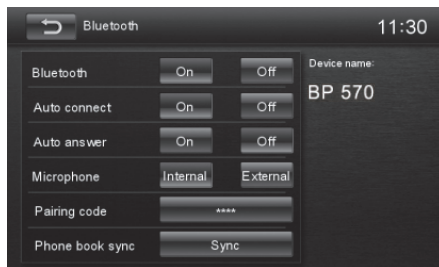 Bluetooth 11:30
Bluetooth On Off Device name:
BP 570
Auto connect On Off
Auto answer On Off
Microphone Internal External
Pairing code ****
Phone book sync Sync